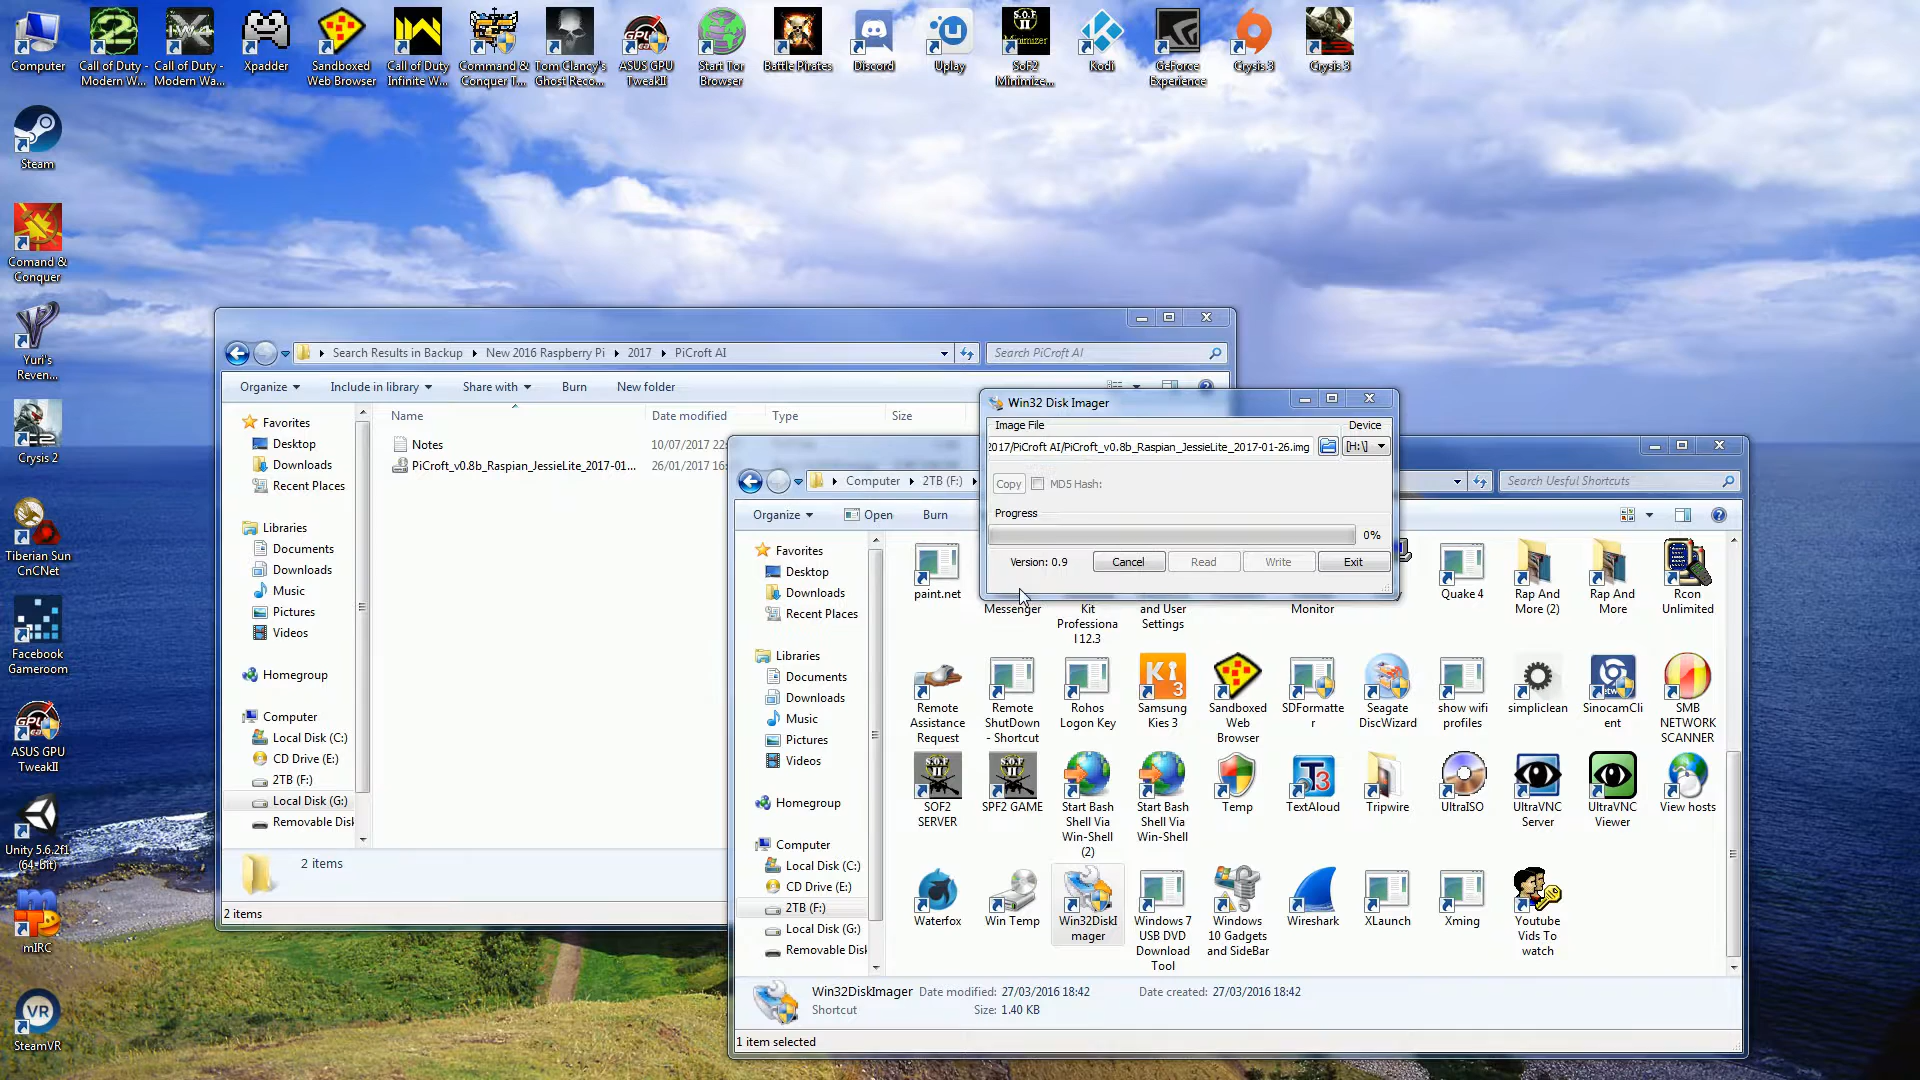 Computer
Call of Duty - Modern W...
Call of Duty - Modern Wa...
Xpadder
Sandboxed Web Browser
Call of Duty Infinite W...
Command & Conquer T...
Tom Clancy's Ghost Reco...
ASUS GPU TweakII
Start Tor Browser
Battle Pirates
Discord
Uplay
SoF2 Minimize...
Kodi
GeForce Experience
Crysis 3
Crysis 3
Steam
Comand & Conquer
Yuri's Reven...
Crysis 2
Tiberian Sun CnCNet
Facebook Gameroom
ASUS GPU TweakII
Unity 5.6.2f1 (64-bit)
mIRC
SteamVR
Search Results in Backup
New 2016 Raspberry Pi
2017
PiCroft AI
Search PiCroft AI
Organize
Include in library
Share with
Burn
New folder
Favorites
Desktop
Downloads
Recent Places
Libraries
Documents
Downloads
Music
Pictures
Videos
Homegroup
Computer
Local Disk (C:)
CD Drive (E:)
2TB (F:)
Local Disk (G:)
Removable Disk
Name
Date modified
Type
Size
Notes
10/07/2017 22:
PiCroft_v0.8b_Raspian_JessieLite_2017-01...
26/01/2017 16:
2 items
2 items
Win32 Disk Imager
Image File
Device
2017/PiCroft AI/PiCroft_v0.8b_Raspian_JessieLite_2017-01-26.img
[H:\]
Copy
MD5 Hash:
Progress
0%
Version: 0.9
Cancel
Read
Write
Exit
Computer
2TB (F:)
Search Uesful Shortcuts
Organize
Open
Burn
Favorites
Desktop
Downloads
Recent Places
Libraries
Documents
Downloads
Music
Pictures
Videos
Homegroup
Computer
Local Disk (C:)
CD Drive (E:)
2TB (F:)
Local Disk (G:)
Removable Disk
paint.net
Messenger
Kit Professiona l 12.3
and User Settings
Monitor
Quake 4
Rap And More (2)
Rap And More
Rcon Unlimited
Remote Assistance Request
Remote ShutDown - Shortcut
Rohos Logon Key
Samsung Kies 3
Sandboxed Web Browser
SDFormatte r
Seagate DiscWizard
show wifi profiles
simpliclean
SinocamCli ent
SMB NETWORK SCANNER
SOF2 SERVER
SPF2 GAME
Start Bash Shell Via Win-Shell (2)
Start Bash Shell Via Win-Shell
Temp
TextAloud
Tripwire
UltraISO
UltraVNC Server
UltraVNC Viewer
View hosts
Waterfox
Win Temp
Win32DiskI mager
Windows 7 USB DVD Download Tool
Windows 10 Gadgets and SideBar
Wireshark
XLaunch
Xming
Youtube Vids To watch
Win32DiskImager
Date modified: 27/03/2016 18:42
Date created: 27/03/2016 18:42
Shortcut
Size: 1.40 KB
1 item selected